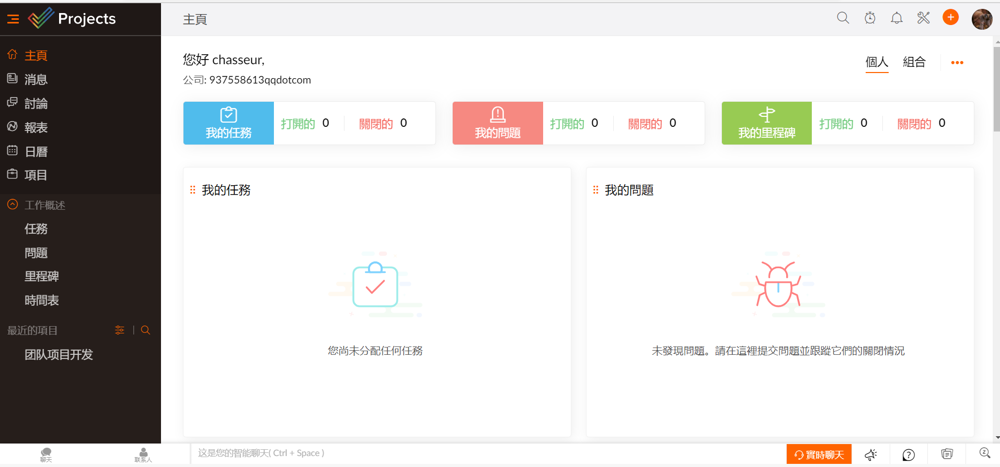 Projects
主頁
主頁
消息
討論
報表
日曆
項目
工作概述
任務
問題
里程碑
時間表
最近的項目
团队项目开发
您好 chasseur,
公司: 937558613qqdotcom
個人 組合
我的任務 打開的 0 關閉的 0
我的問題 打開的 0 關閉的 0
我的里程碑 打開的 0 關閉的 0
我的任務
您尚未分配任何任務
我的問題
未發現問題。請在這裡提交問題並跟蹤它們的關閉情況
聊天
联系人
这是您的智能聊天( Ctrl + Space )
實時聊天